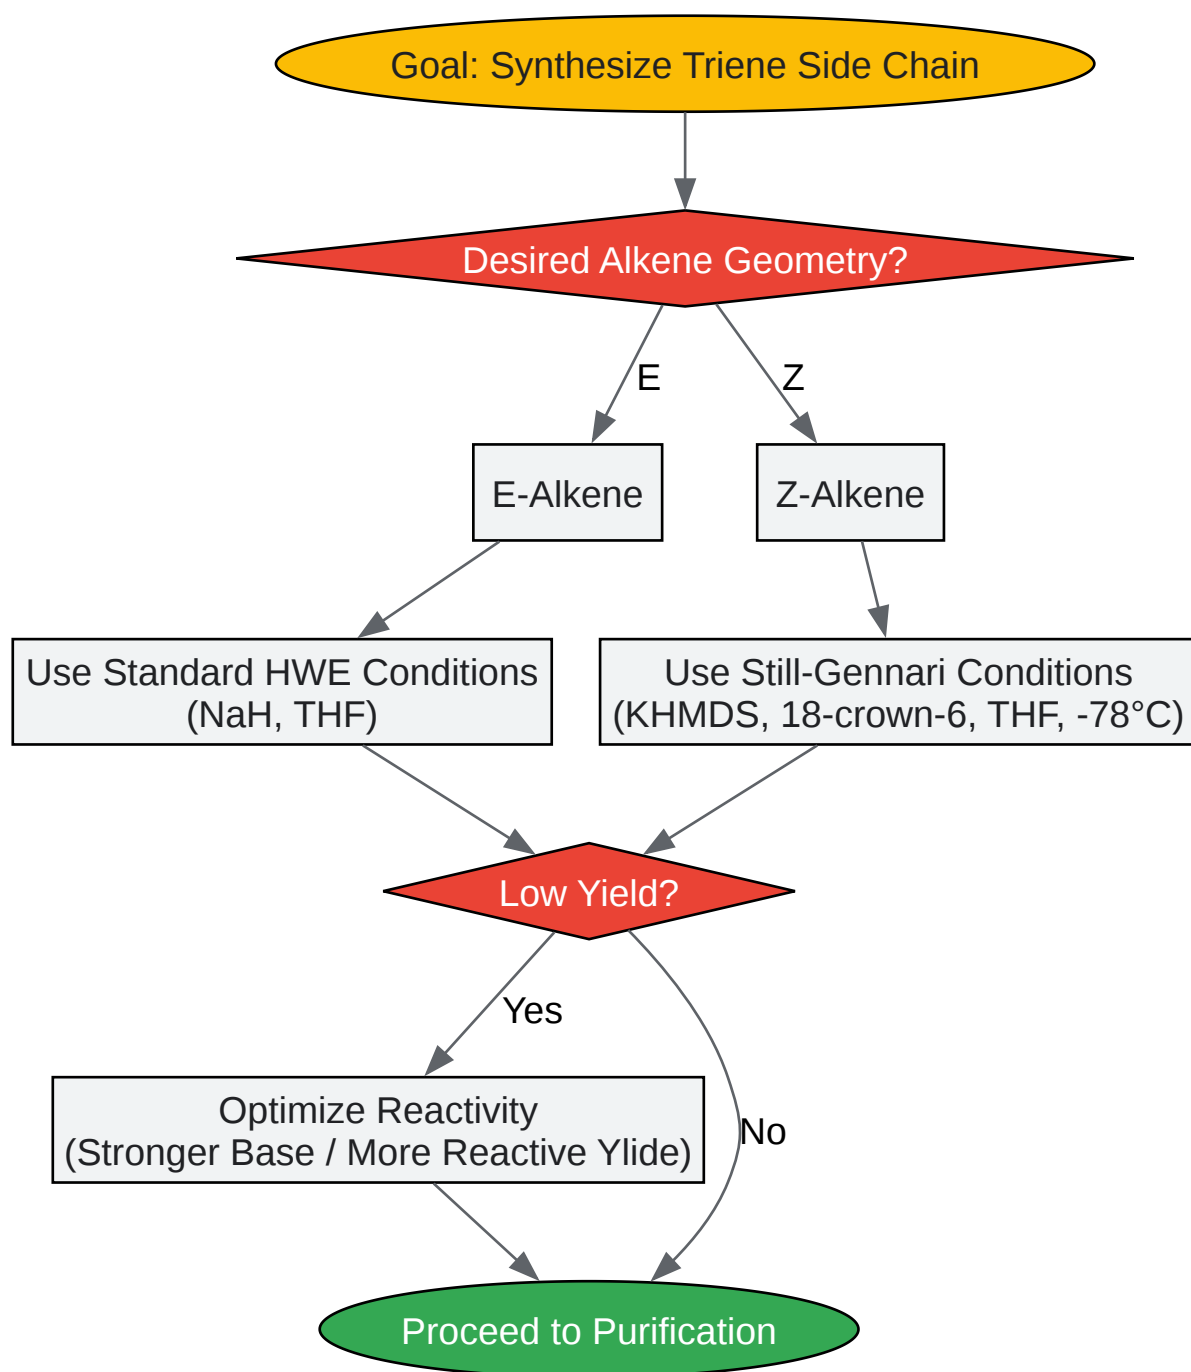 Goal: Synthesize Triene Side Chain
Desired Alkene Geometry?
E
Z
E-Alkene
Z-Alkene
Use Standard HWE Conditions
(NaH, THF)
Use Still-Gennari Conditions
(KHMDS, 18-crown-6, THF, -78°C)
Low Yield?
Yes
No
Optimize Reactivity
(Stronger Base / More Reactive Ylide)
Proceed to Purification